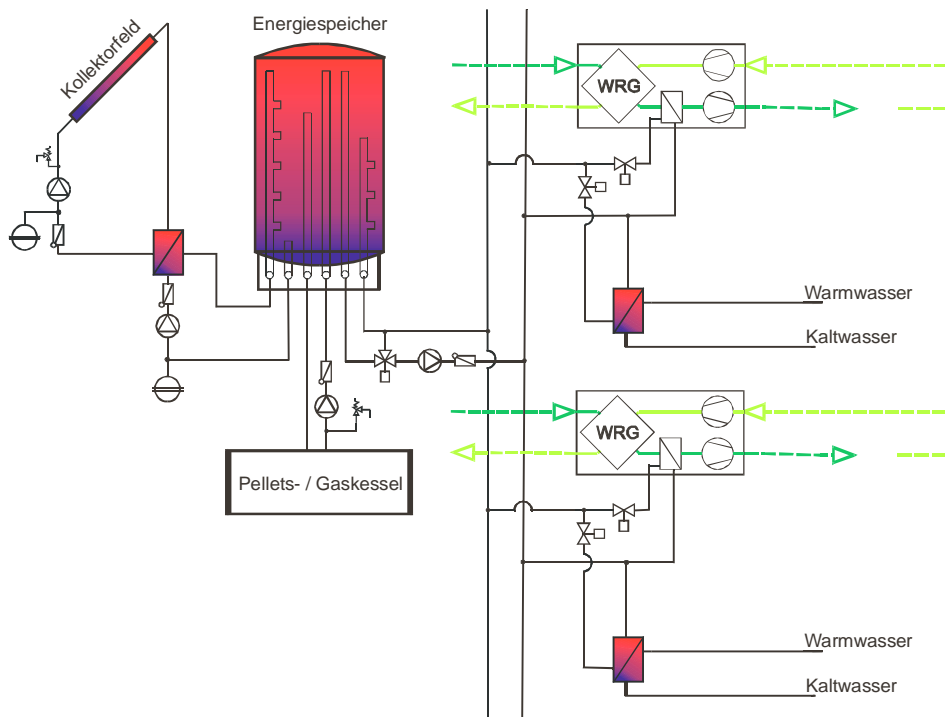 Energiespeicher
Kollektorfeld
WRG
Warmwasser
Kaltwasser
WRG
Pellets- / Gaskessel
Warmwasser
Kaltwasser